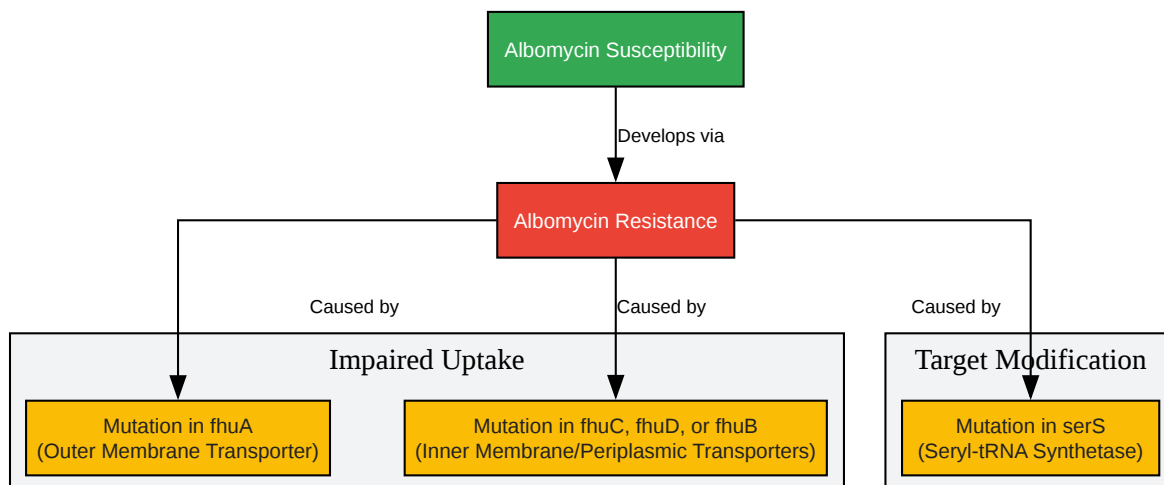 Albomycin Susceptibility
Develops via
Albomycin Resistance
Caused by
Caused by
Caused by
Impaired Uptake
Target Modification
Mutation in fhuA
(Outer Membrane Transporter)
Mutation in fhuC, fhuD, or fhuB
(Inner Membrane/Periplasmic Transporters)
Mutation in serS
(Seryl-tRNA Synthetase)